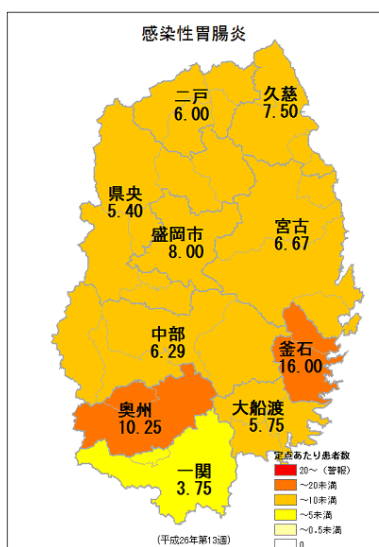 感染性胃腸炎
二戸
6.00
久慈
7.50
県央
5.40
盛岡市
8.00
宮古
6.67
中部
6.29
釜石
16.00
奥州
10.25
大船渡
5.75
一関
3.75
定点あたり患者数
20～（警報）
～20未満
～10未満
～5未満
～0.5未満
0
(平成26年第13週)